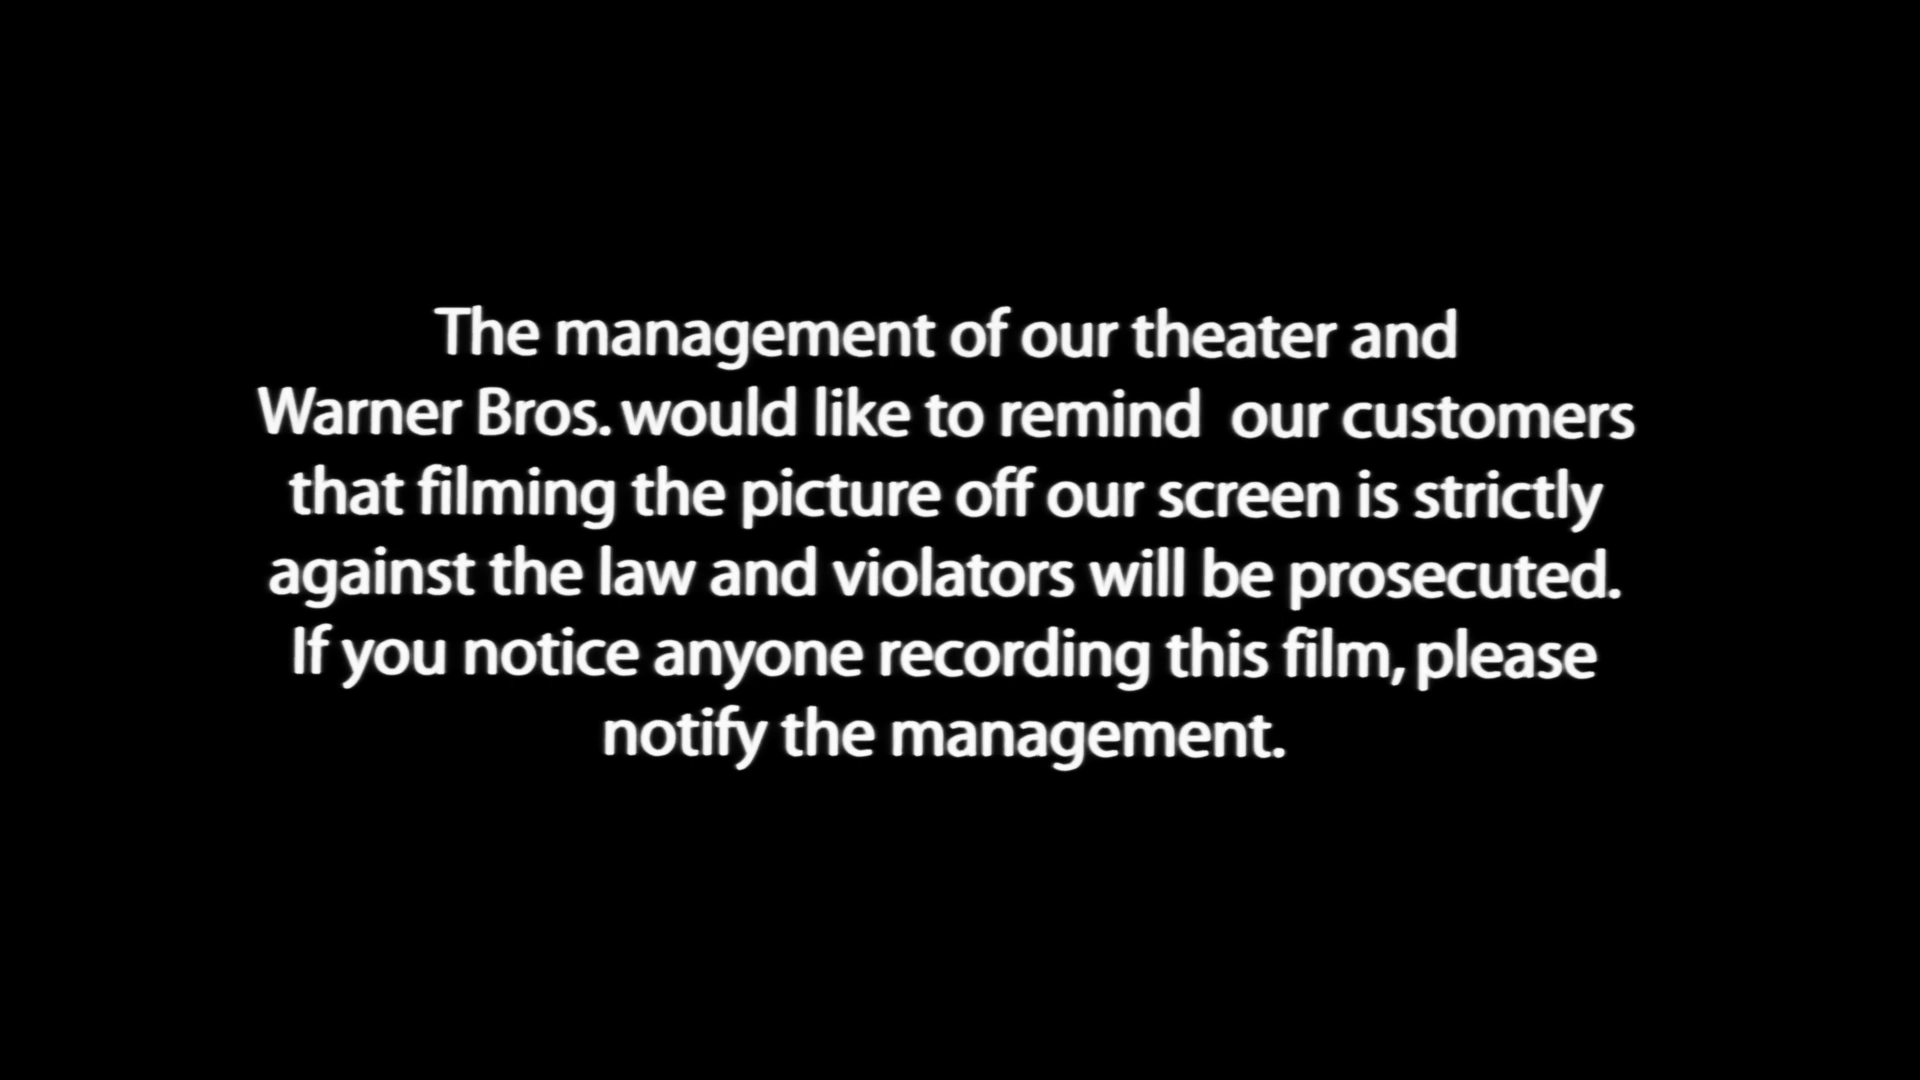 The management of our theater and
Warner Bros. would like to remind  our customers
that filming the picture off our screen is strictly
against the law and violators will be prosecuted.
If you notice anyone recording this film, please
notify the management.